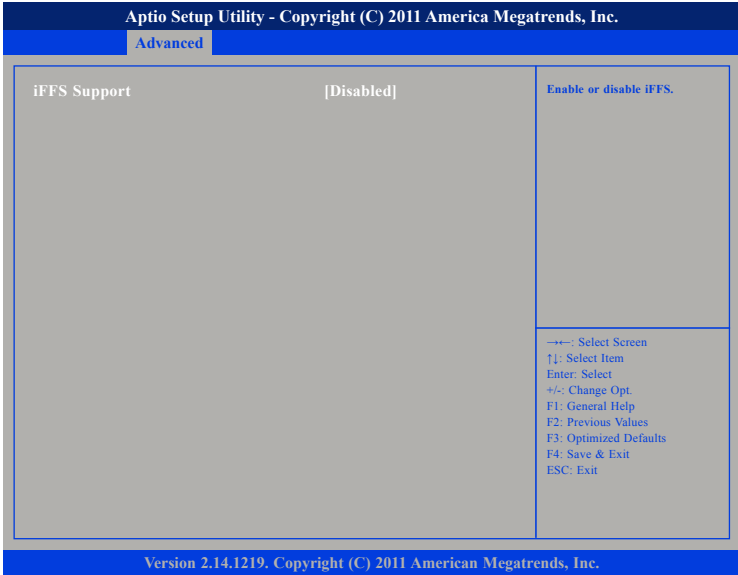 Aptio Setup Utility - Copyright (C) 2011 America Megatrends, Inc.
Advanced
iFFS Support [Disabled]
Enable or disable iFFS.
→←: Select Screen
↑↓: Select Item
Enter: Select
+/-: Change Opt.
F1: General Help
F2: Previous Values
F3: Optimized Defaults
F4: Save & Exit
ESC: Exit
Version 2.14.1219. Copyright (C) 2011 American Megatrends, Inc.